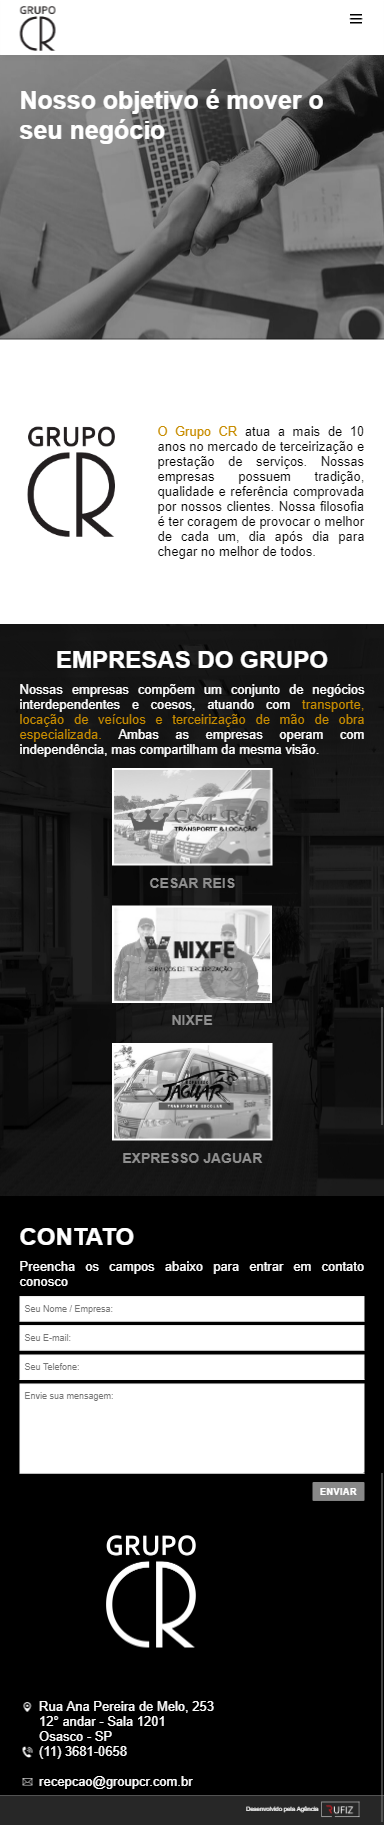 GRUPO
CR
Nosso objetivo é mover o
seu negócio
GRUPO
CR
O Grupo CR atua a mais de 10
anos no mercado de terceirização e
prestação de serviços. Nossas
empresas possuem tradição,
qualidade e referência comprovada
por nossos clientes. Nossa filosofia
é ter coragem de provocar o melhor
de cada um, dia após dia para
chegar no melhor de todos.
EMPRESAS DO GRUPO
Nossas empresas compõem um conjunto de negócios
interdependentes e coesos, atuando com transporte,
locação de veículos e terceirização de mão de obra
especializada. Ambas as empresas operam com
independência, mas compartilham da mesma visão.
Cesar Reis
TRANSPORTE & LOCAÇÃO
CESAR REIS
NIXFE
SERVIÇOS DE TERCEIRIZAÇÃO
NIXFE
EXPRESSO
JAGUAR
TRANSPORTE ESCOLAR
EXPRESSO JAGUAR
CONTATO
Preencha os campos abaixo para entrar em contato
conosco
Seu Nome / Empresa:
Seu E-mail:
Seu Telefone:
Envie sua mensagem:
ENVIAR
GRUPO
CR
Rua Ana Pereira de Melo, 253
12° andar - Sala 1201
Osasco - SP
(11) 3681-0658
recepcao@groupcr.com.br
Desenvolvido pela Agência RUFIZ